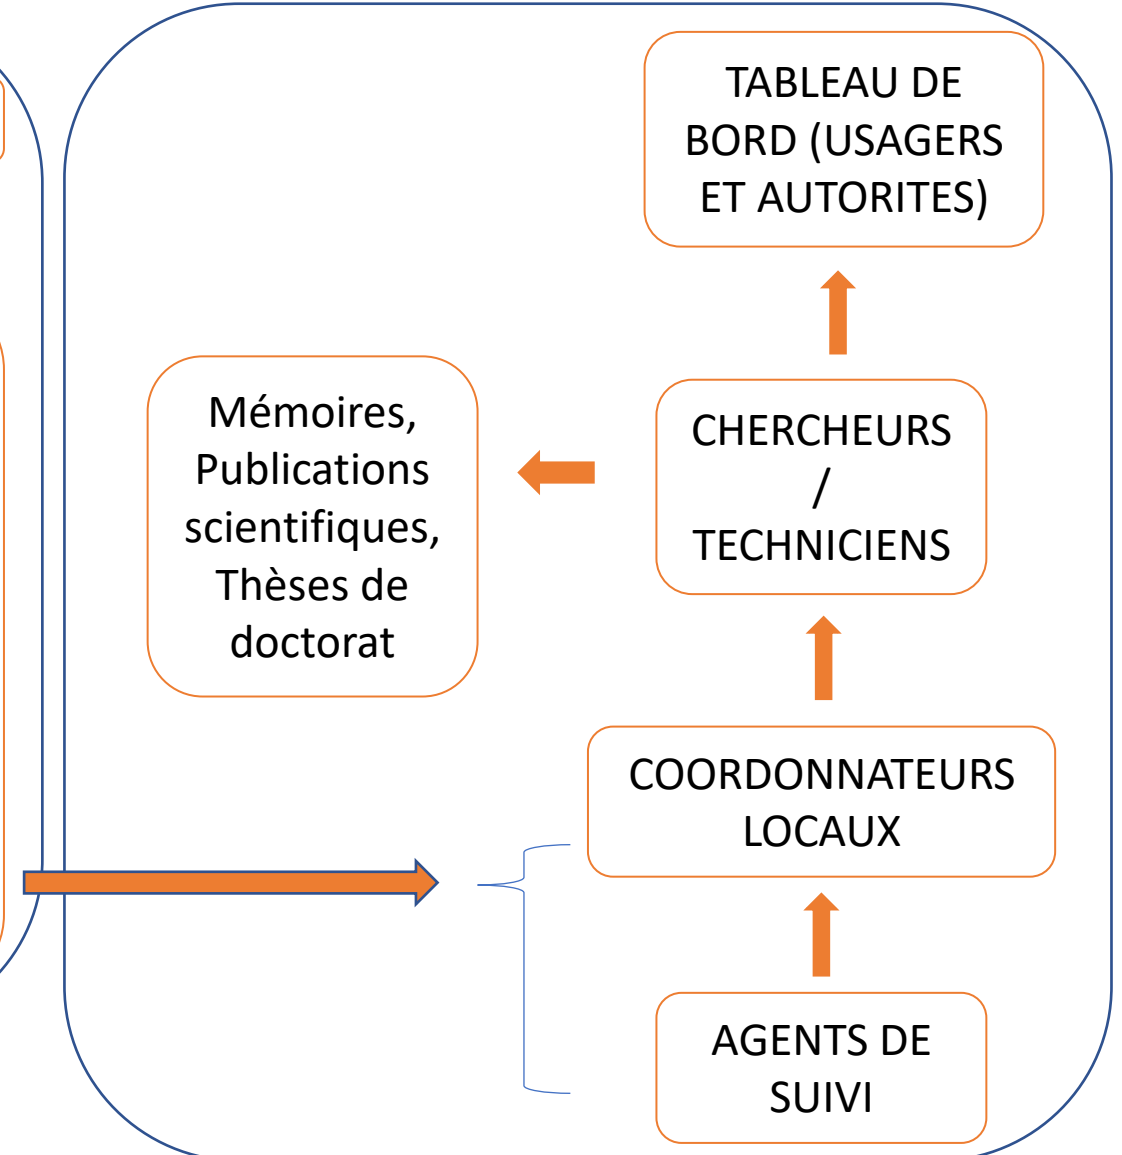 TABLEAU DE
BORD (USAGERS
ET AUTORITES)
Mémoires,
Publications
scientifiques,
Thèses de
doctorat
CHERCHEURS
/
TECHNICIENS
COORDONNATEURS
LOCAUX
AGENTS DE
SUIVI